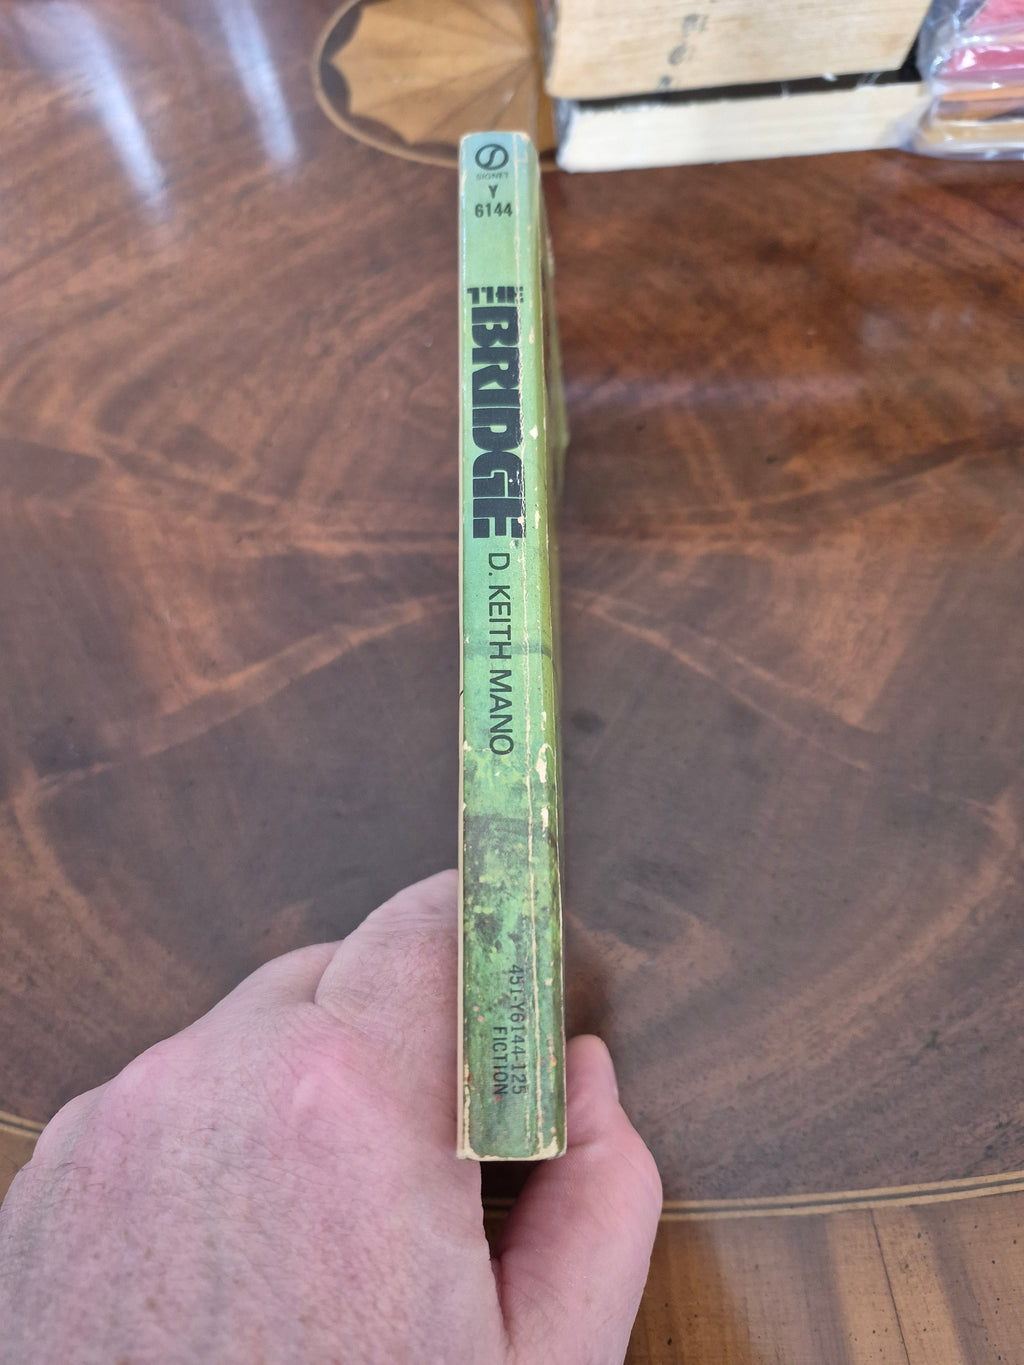 SIGNET
Y
6144
THE
BRIDGE
D. KEITH MANO
451-Y6144-125
FICTION